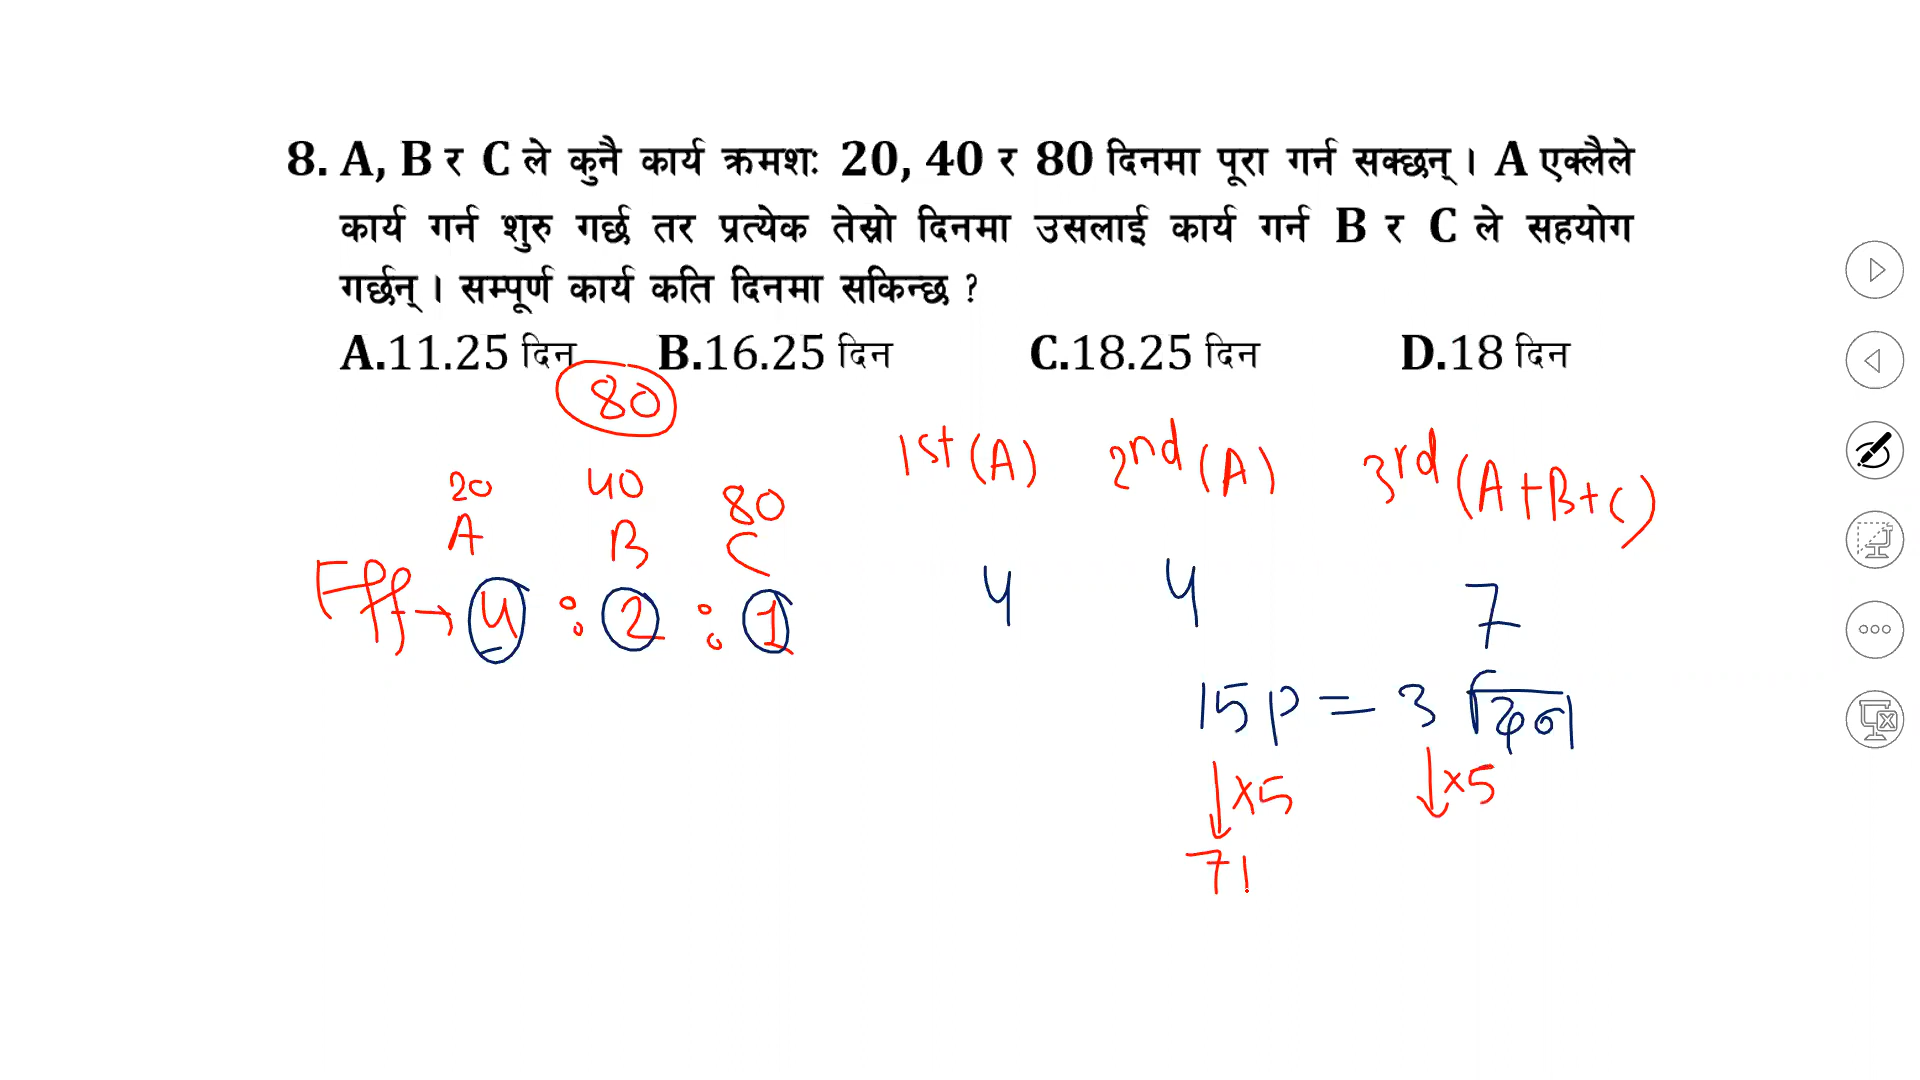 8. A, B र C ले कुनै कार्य क्रमशः 20, 40 र 80 दिनमा पूरा गर्न सक्छन् । A एक्लैले
कार्य गर्न शुरु गर्छ तर प्रत्येक तेस्रो दिनमा उसलाई कार्य गर्न B र C ले सहयोग
गर्छन् । सम्पूर्ण कार्य कति दिनमा सकिन्छ ?
A.11.25 दिन B.16.25 दिन C.18.25 दिन D.18 दिन
80
1st (A) 2nd (A) 3rd (A+B+C)
20 40 80
A B C
Eff → 4 : 2 : 1 4 4 7
15P = 3 दिन
↓×5 ↓×5
71